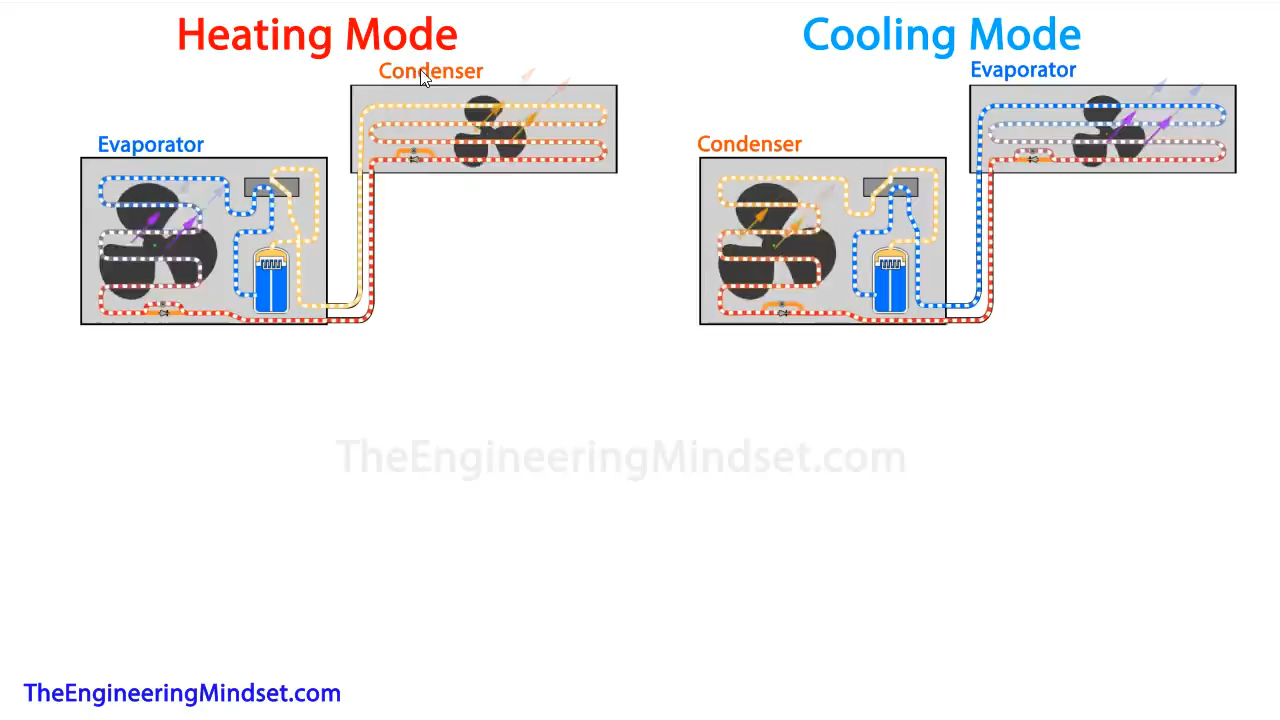 Heating Mode
Condenser
Evaporator
Cooling Mode
Evaporator
Condenser
TheEngineeringMindset.com
TheEngineeringMindset.com